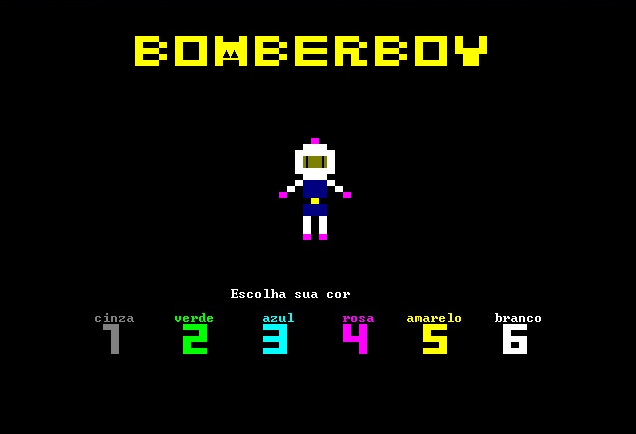 BOMBERBOY
Escolha sua cor
cinza verde azul rosa amarelo branco
1 2 3 4 5 6